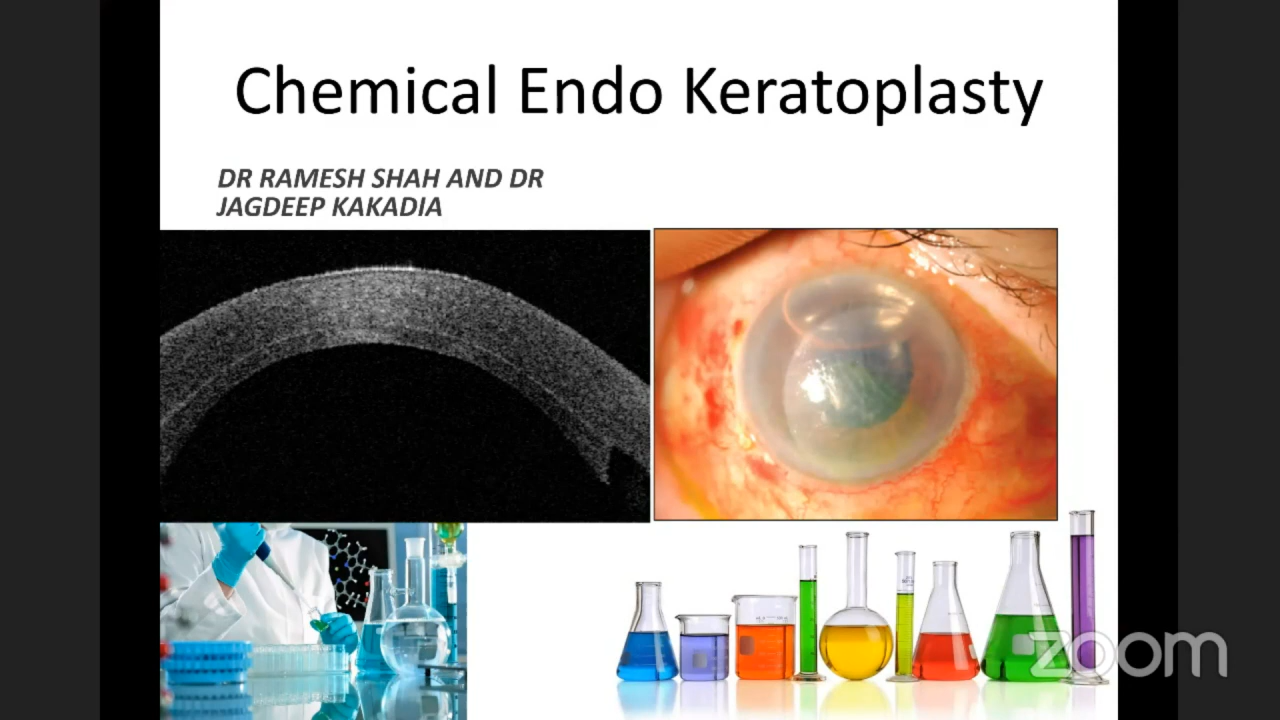 Chemical Endo Keratoplasty
DR RAMESH SHAH AND DR
JAGDEEP KAKADIA
zoom